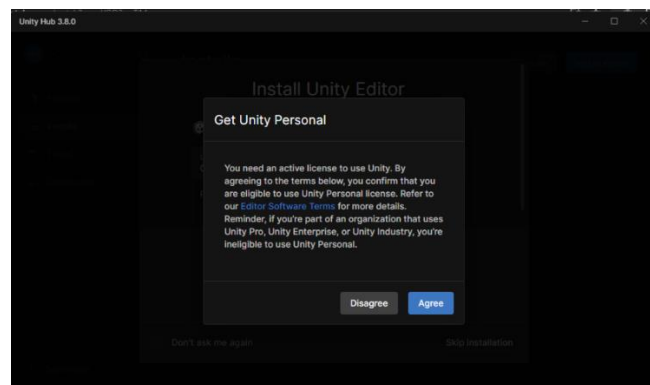 Unity Hub 3.8.0
Install Unity Editor
Get Unity Personal
You need an active license to use Unity. By
agreeing to the terms below, you confirm that you
are eligible to use Unity Personal license. Refer to
our Editor Software Terms for more details.
Reminder, if you're part of an organization that uses
Unity Pro, Unity Enterprise, or Unity Industry, you're
ineligible to use Unity Personal.
Disagree
Agree
Don't ask me again
Skip installation